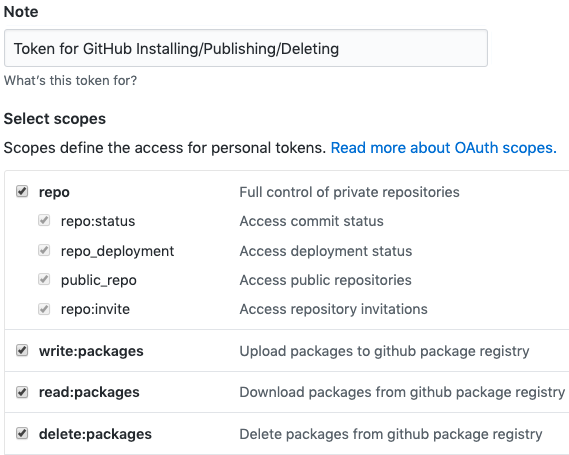 Note
Token for GitHub Installing/Publishing/Deleting
What's this token for?
Select scopes
Scopes define the access for personal tokens. Read more about OAuth scopes.
repo Full control of private repositories
repo:status Access commit status
repo_deployment Access deployment status
public_repo Access public repositories
repo:invite Access repository invitations
write:packages Upload packages to github package registry
read:packages Download packages from github package registry
delete:packages Delete packages from github package registry